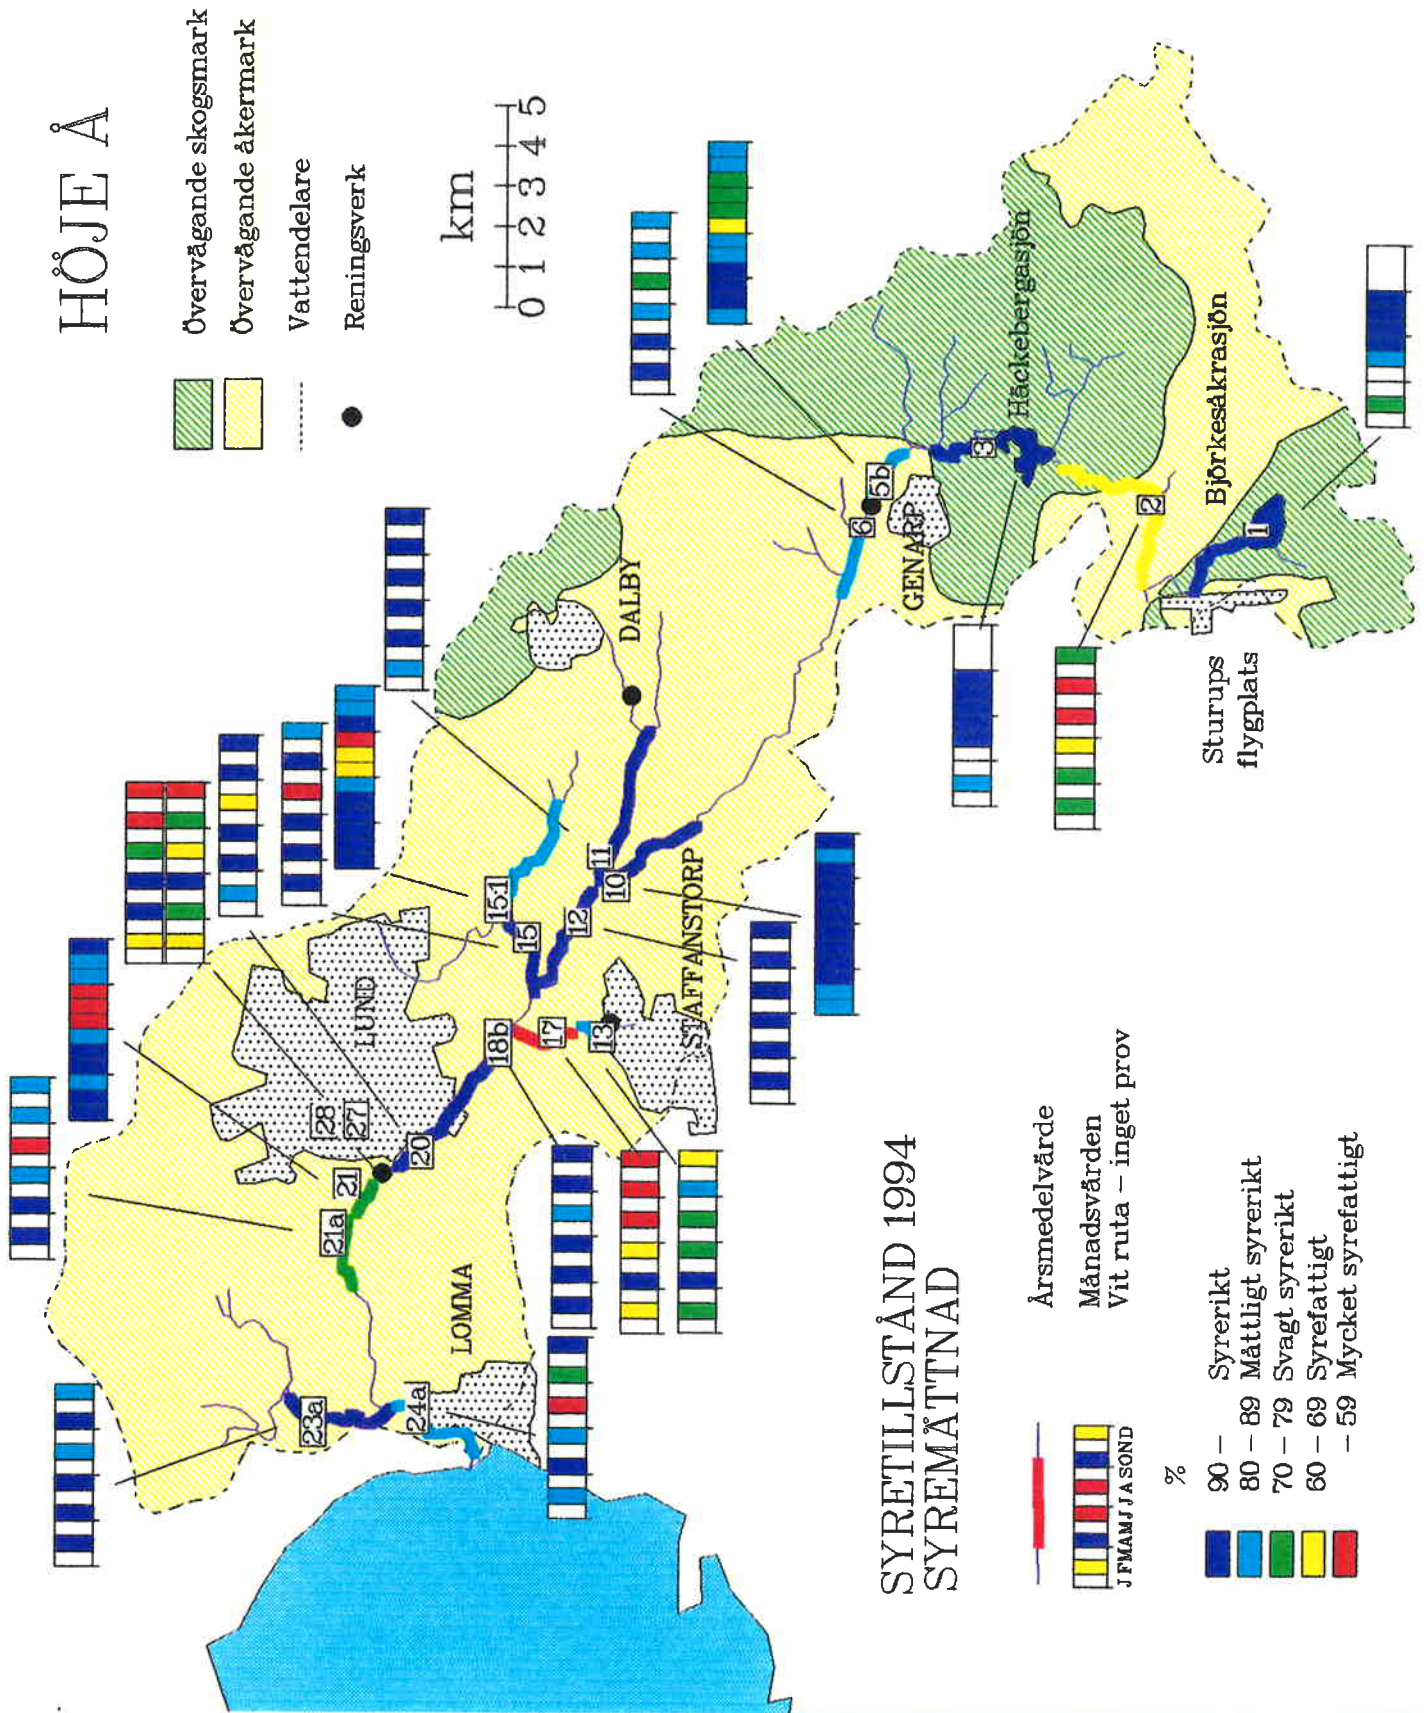 HÖJE Å
Övervägande skogsmark
Övervägande åkermark
Vattendelare
Reningsverk
km
0 1 2 3 4 5
Häckebergasjön
Björkesåkrasjön
Sturups
flygplats
GENARP
DALBY
STAFFANSTORP
LUND
LOMMA
1
2
3
5b
6
10
11
12
13
15:1
15
17
18b
20
21
21a
23a
24a
27
28
SYRETILLSTÅND 1994
SYREMÄTTNAD
Årsmedelvärde
Månadsvärden
Vit ruta – inget prov
JFMAMJJASOND
%
90 – Syrerikt
80 – 89 Måttligt syrerikt
70 – 79 Svagt syrerikt
60 – 69 Syrefattigt
– 59 Mycket syrefattigt